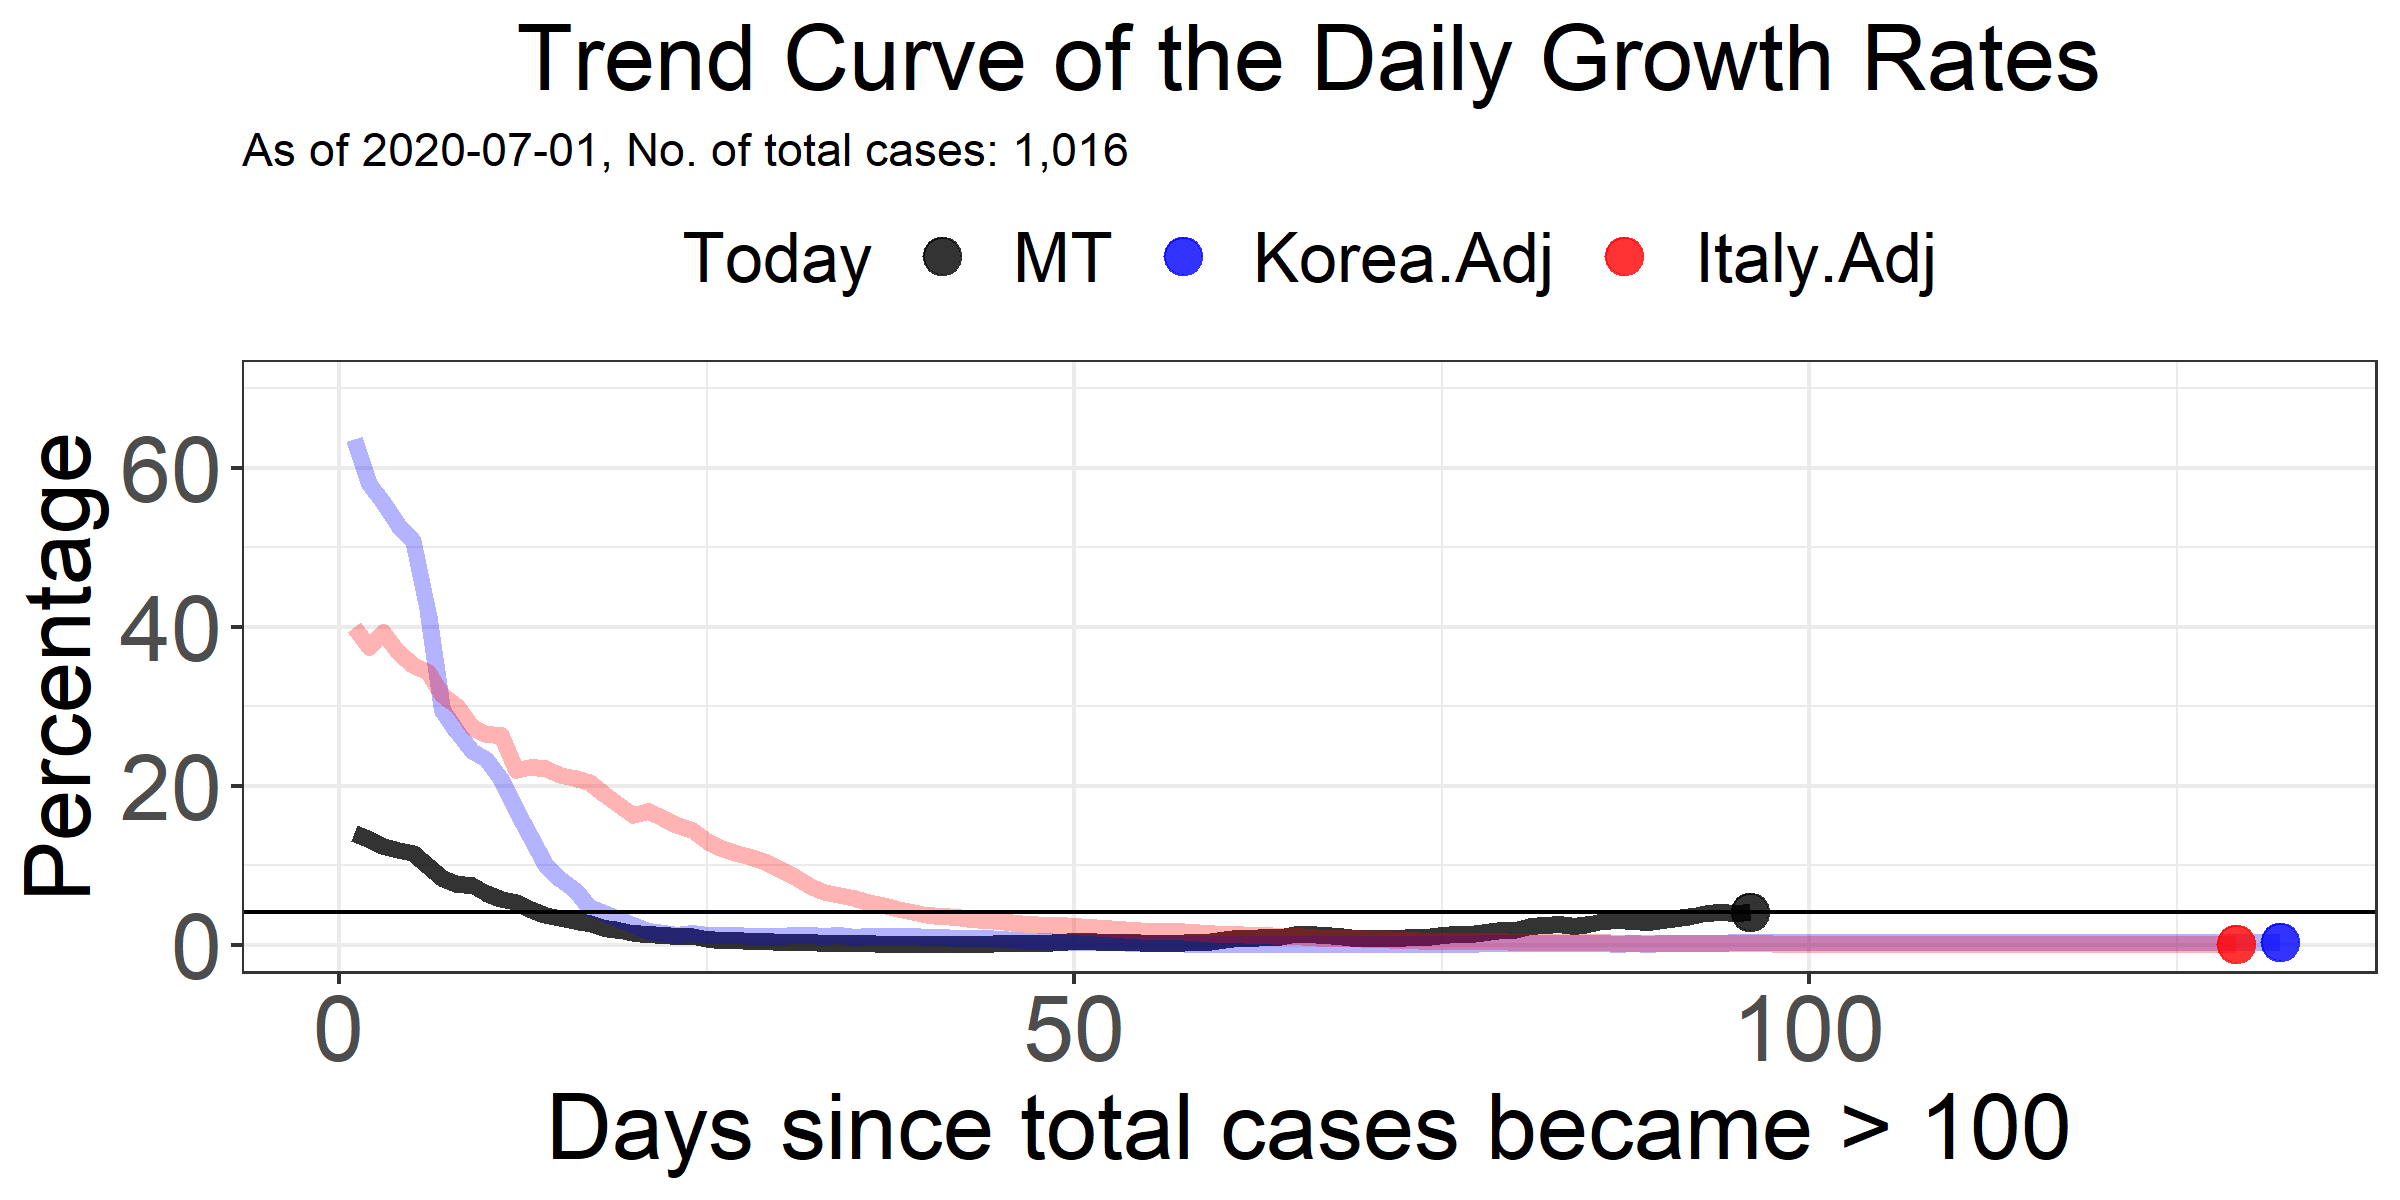 Trend Curve of the Daily Growth Rates
As of 2020-07-01, No. of total cases: 1,016
Today MT Korea.Adj Italy.Adj
Percentage
60
40
20
0
0 50 100
Days since total cases became > 100